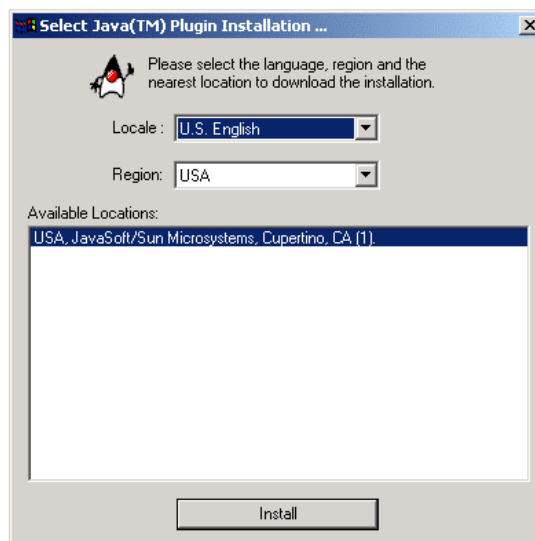 Select Java(TM) Plugin Installation ...
Please select the language, region and the
nearest location to download the installation.
Locale : U.S. English
Region: USA
Available Locations:
USA, JavaSoft/Sun Microsystems, Cupertino, CA (1).
Install